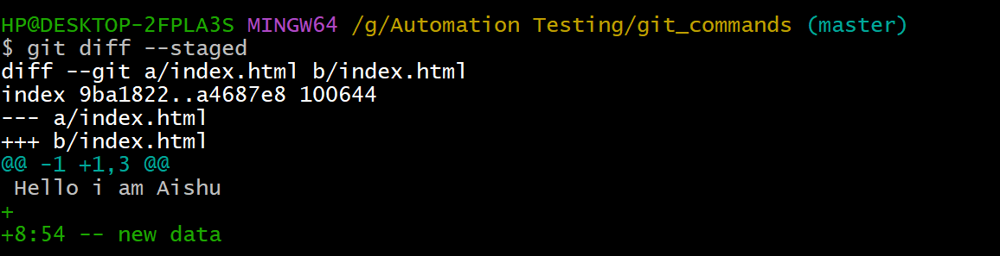 HP@DESKTOP-2FPLA3S MINGW64 /g/Automation Testing/git_commands (master)
$ git diff --staged
diff --git a/index.html b/index.html
index 9ba1822..a4687e8 100644
--- a/index.html
+++ b/index.html
@@ -1 +1,3 @@
 Hello i am Aishu
+
+8:54 -- new data